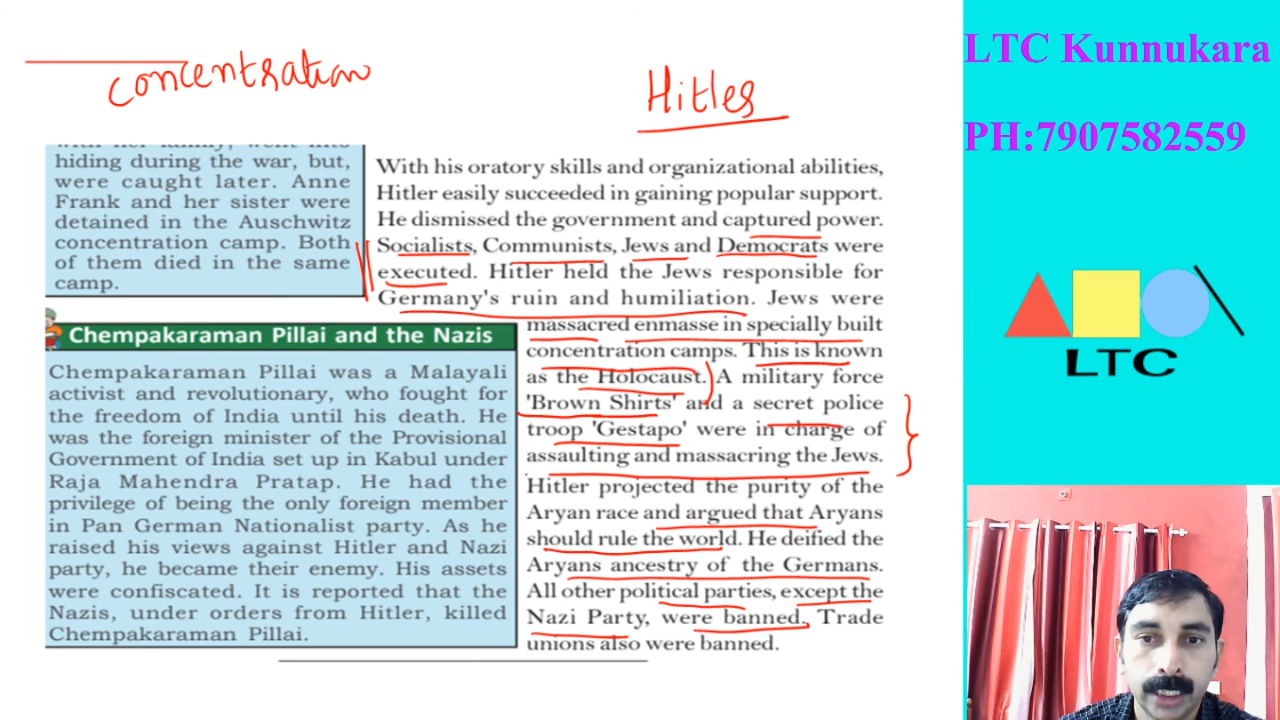 concentration
Hitler
with her family, went into
hiding during the war, but,
were caught later. Anne
Frank and her sister were
detained in the Auschwitz
concentration camp. Both
of them died in the same
camp.
Chempakaraman Pillai and the Nazis
Chempakaraman Pillai was a Malayali
activist and revolutionary, who fought for
the freedom of India until his death. He
was the foreign minister of the Provisional
Government of India set up in Kabul under
Raja Mahendra Pratap. He had the
privilege of being the only foreign member
in Pan German Nationalist party. As he
raised his views against Hitler and Nazi
party, he became their enemy. His assets
were confiscated. It is reported that the
Nazis, under orders from Hitler, killed
Chempakaraman Pillai.
With his oratory skills and organizational abilities,
Hitler easily succeeded in gaining popular support.
He dismissed the government and captured power.
Socialists, Communists, Jews and Democrats were
executed. Hitler held the Jews responsible for
Germany's ruin and humiliation. Jews were
massacred enmasse in specially built
concentration camps. This is known
as the Holocaust. A military force
'Brown Shirts' and a secret police
troop 'Gestapo' were in charge of
assaulting and massacring the Jews.
Hitler projected the purity of the
Aryan race and argued that Aryans
should rule the world. He deified the
Aryans ancestry of the Germans.
All other political parties, except the
Nazi Party, were banned. Trade
unions also were banned.
LTC Kunnukara
PH:7907582559
LTC